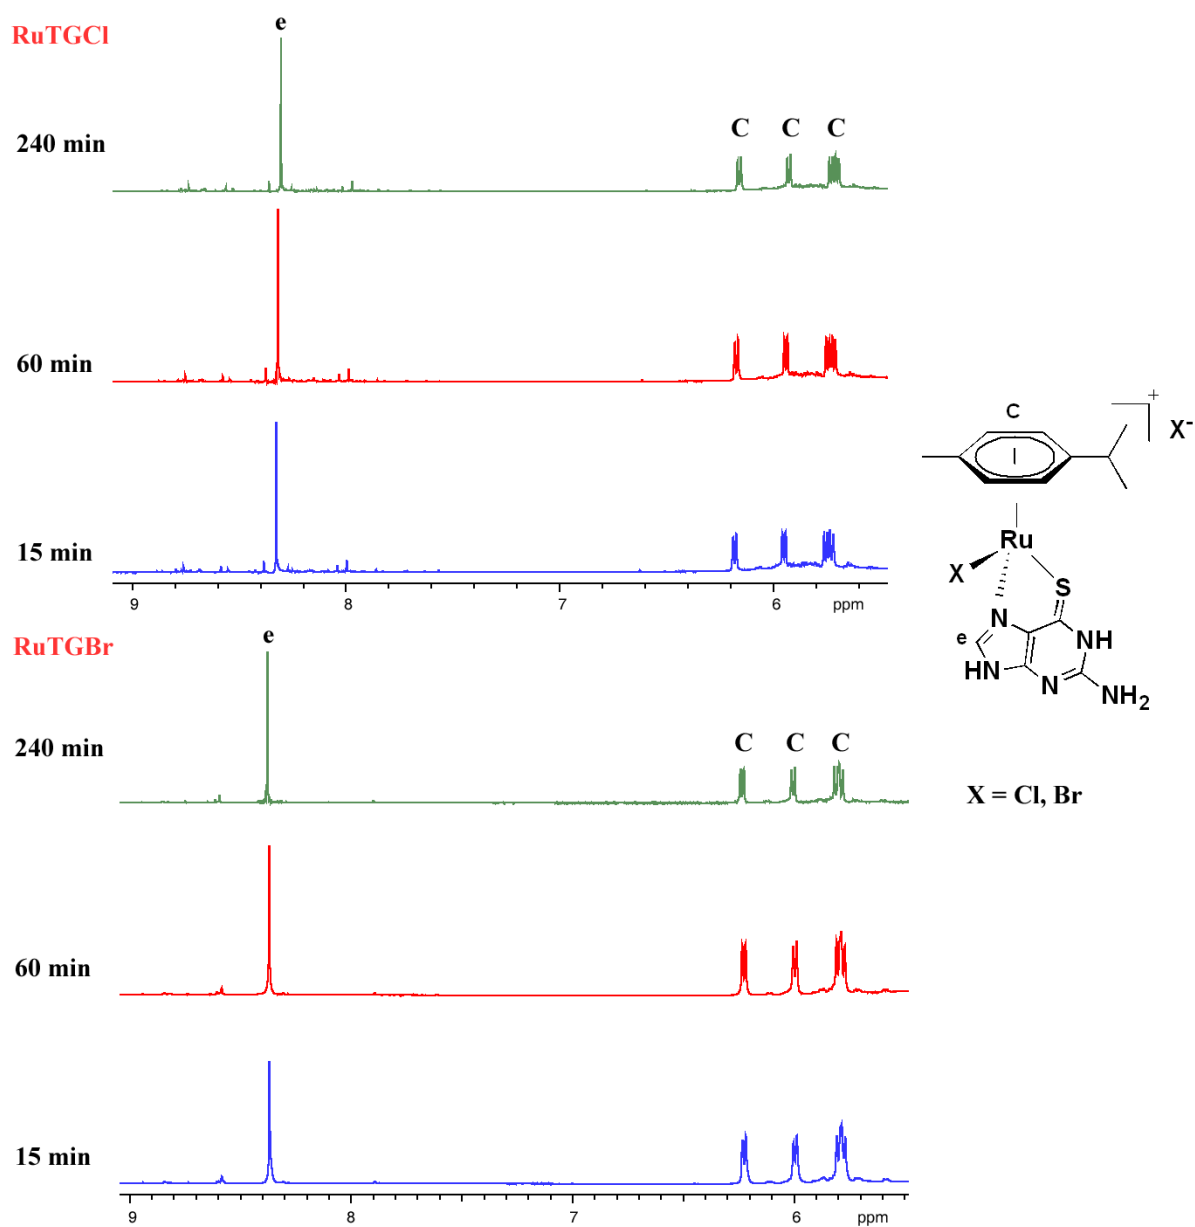 e
RuTGCl
240 min
C C C
60 min
15 min
9 8 7 6 ppm
RuTGBr
e
240 min
C C C
60 min
15 min
9 8 7 6 ppm
C
+
X-
Ru
X
S
N
e
NH
HN
N
NH2
X = Cl, Br